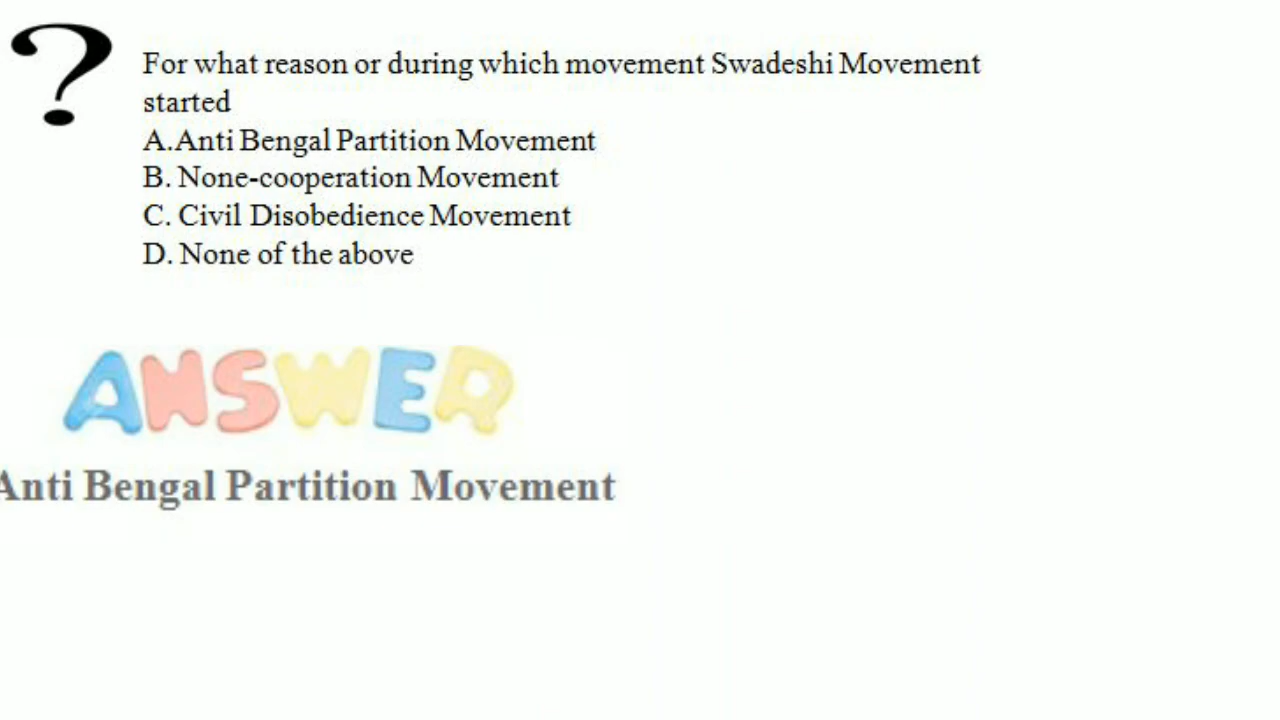 ?
For what reason or during which movement Swadeshi Movement
started
A.Anti Bengal Partition Movement
B. None-cooperation Movement
C. Civil Disobedience Movement
D. None of the above
ANSWER
Anti Bengal Partition Movement